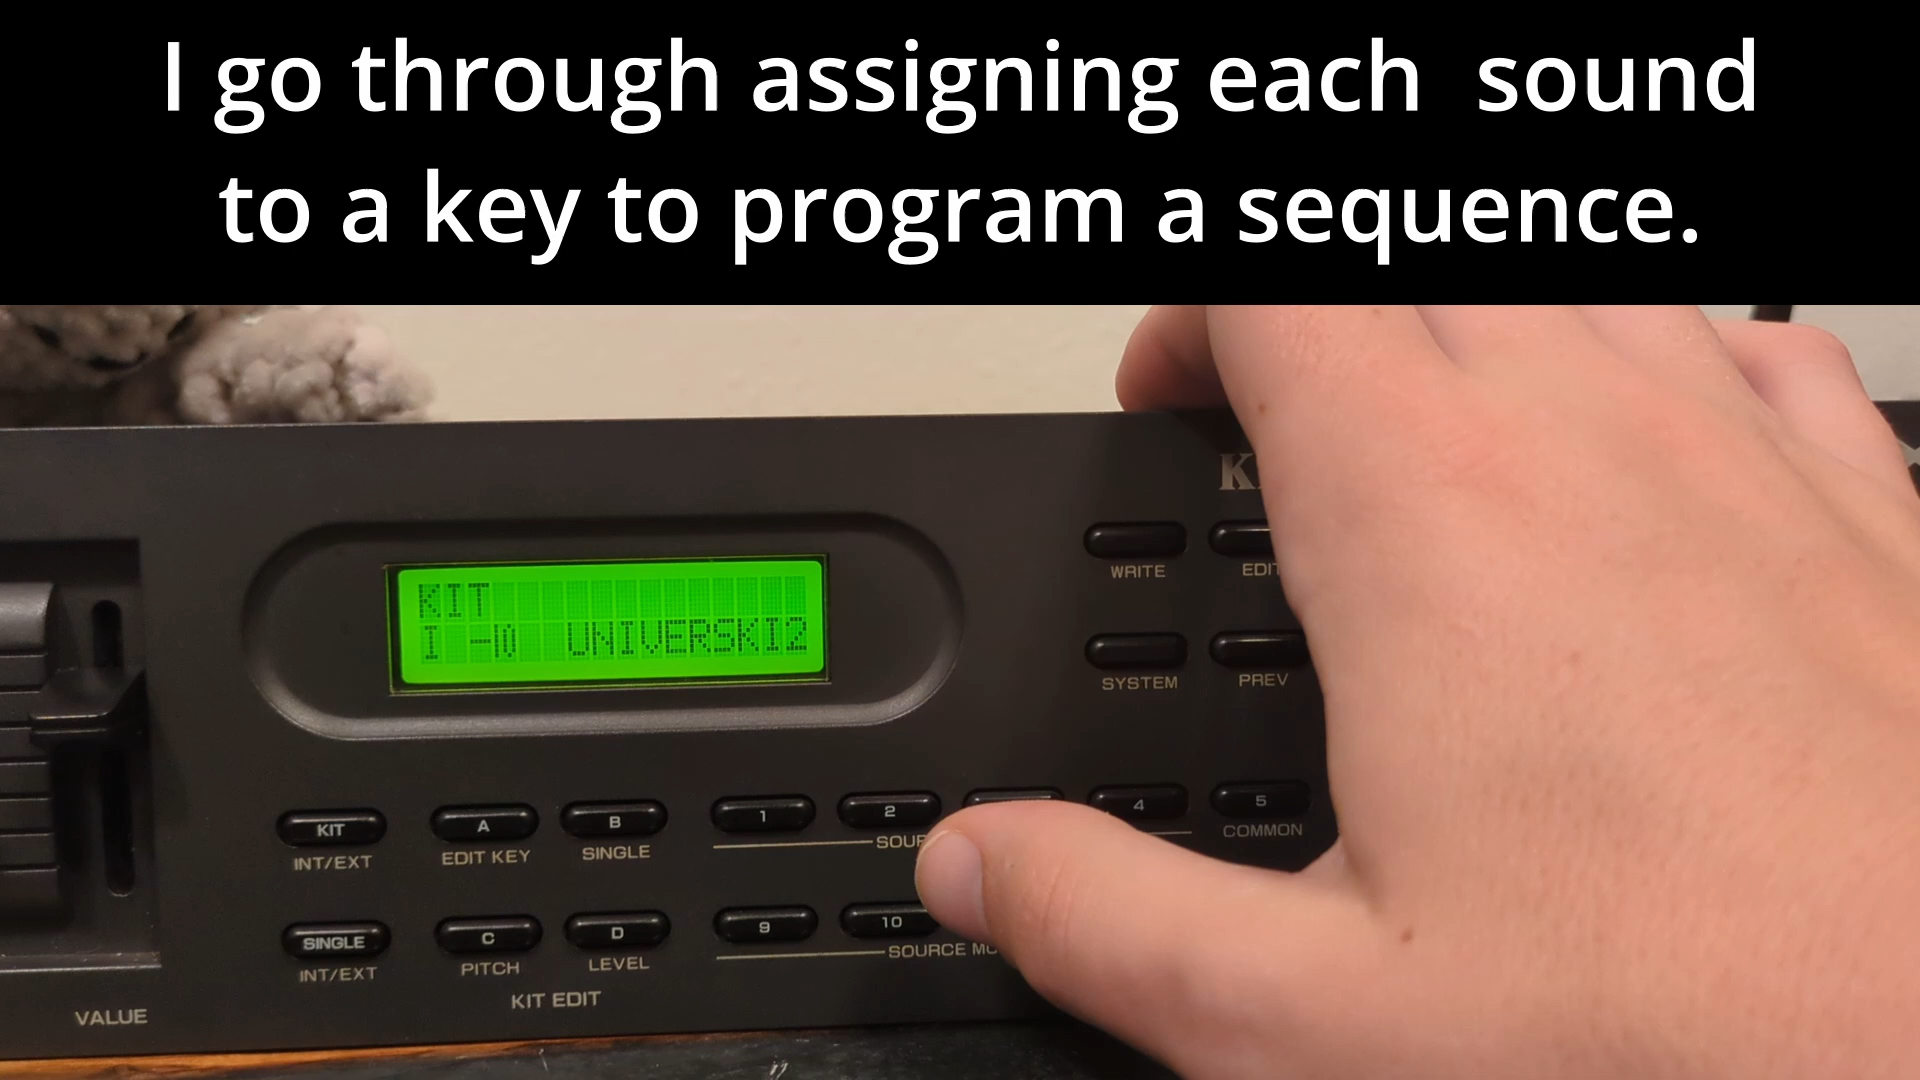 I go through assigning each  sound
to a key to program a sequence.
KIT
UNIVERSKI2
WRITE
SYSTEM
PREV
KIT
INT/EXT
A
EDIT KEY
B
SINGLE
1
2
4
5
COMMON
SINGLE
INT/EXT
C
PITCH
D
LEVEL
9
10
KIT EDIT
VALUE